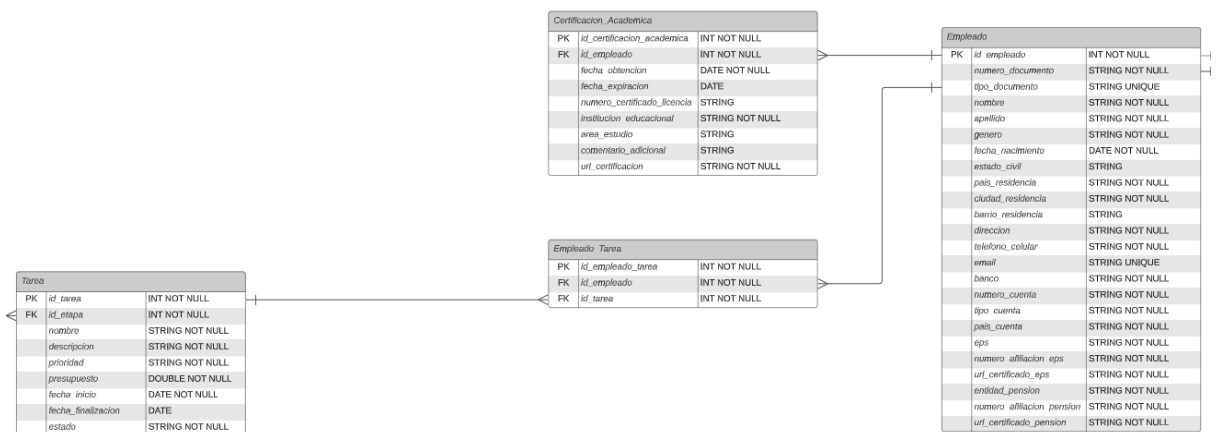 Certificacion_Academica
PK id_certificacion_academica INT NOT NULL
FK id_empleado INT NOT NULL
fecha_obtencion DATE NOT NULL
fecha_expiracion DATE
numero_certificado_licencia STRING
institucion_educacional STRING NOT NULL
area_estudio STRING
comentario_adicional STRING
url_certificacion STRING NOT NULL
Empleado
PK id_empleado INT NOT NULL
numero_documento STRING NOT NULL
tipo_documento STRING UNIQUE
nombre STRING NOT NULL
apellido STRING NOT NULL
genero STRING NOT NULL
fecha_nacimiento DATE NOT NULL
estado_civil STRING
pais_residencia STRING NOT NULL
ciudad_residencia STRING NOT NULL
barrio_residencia STRING
direccion STRING NOT NULL
telefono_celular STRING NOT NULL
email STRING UNIQUE
banco STRING NOT NULL
numero_cuenta STRING NOT NULL
tipo_cuenta STRING NOT NULL
pais_cuenta STRING NOT NULL
eps STRING NOT NULL
numero_afiliacion_eps STRING NOT NULL
url_certificado_eps STRING NOT NULL
entidad_pension STRING NOT NULL
numero_afiliacion_pension STRING NOT NULL
url_certificado_pension STRING NOT NULL
Empleado_Tarea
PK id_empleado_tarea INT NOT NULL
FK id_empleado INT NOT NULL
FK id_tarea INT NOT NULL
Tarea
PK id_tarea INT NOT NULL
FK id_etapa INT NOT NULL
nombre STRING NOT NULL
descripcion STRING NOT NULL
prioridad STRING NOT NULL
presupuesto DOUBLE NOT NULL
fecha_inicio DATE NOT NULL
fecha_finalizacion DATE
estado STRING NOT NULL